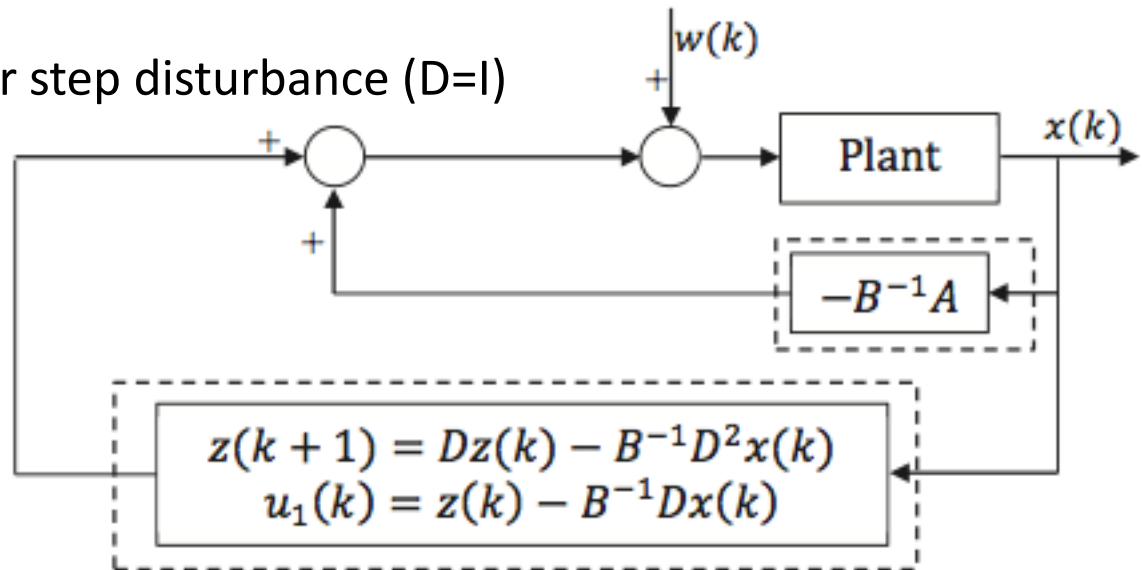 w(k)
r step disturbance (D=I)
+
+
Plant
x(k)
+
−B⁻¹A
z(k + 1) = Dz(k) − B⁻¹D²x(k)
u₁(k) = z(k) − B⁻¹Dx(k)